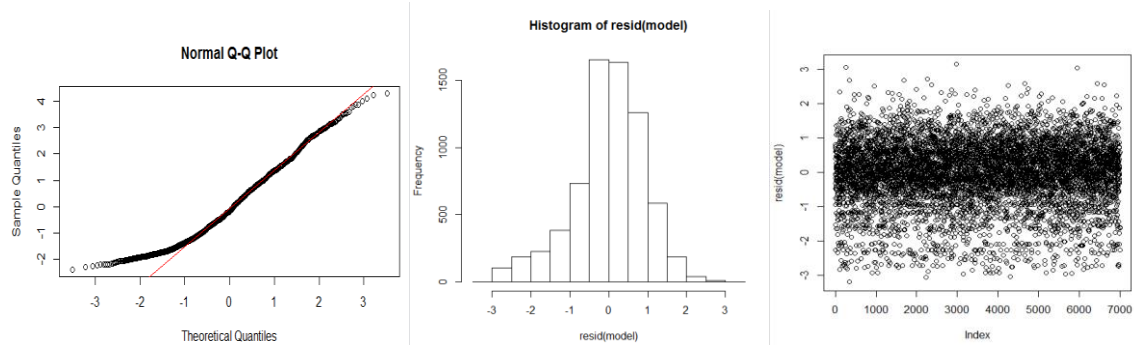 Normal Q-Q Plot
Sample Quantiles
4
3
2
1
0
-1
-2
-3 -2 -1 0 1 2 3
Theoretical Quantiles
Histogram of resid(model)
Frequency
1500
1000
500
0
-3 -2 -1 0 1 2 3
resid(model)
resid(model)
3
2
1
0
-1
-2
-3
0 1000 2000 3000 4000 5000 6000 7000
Index